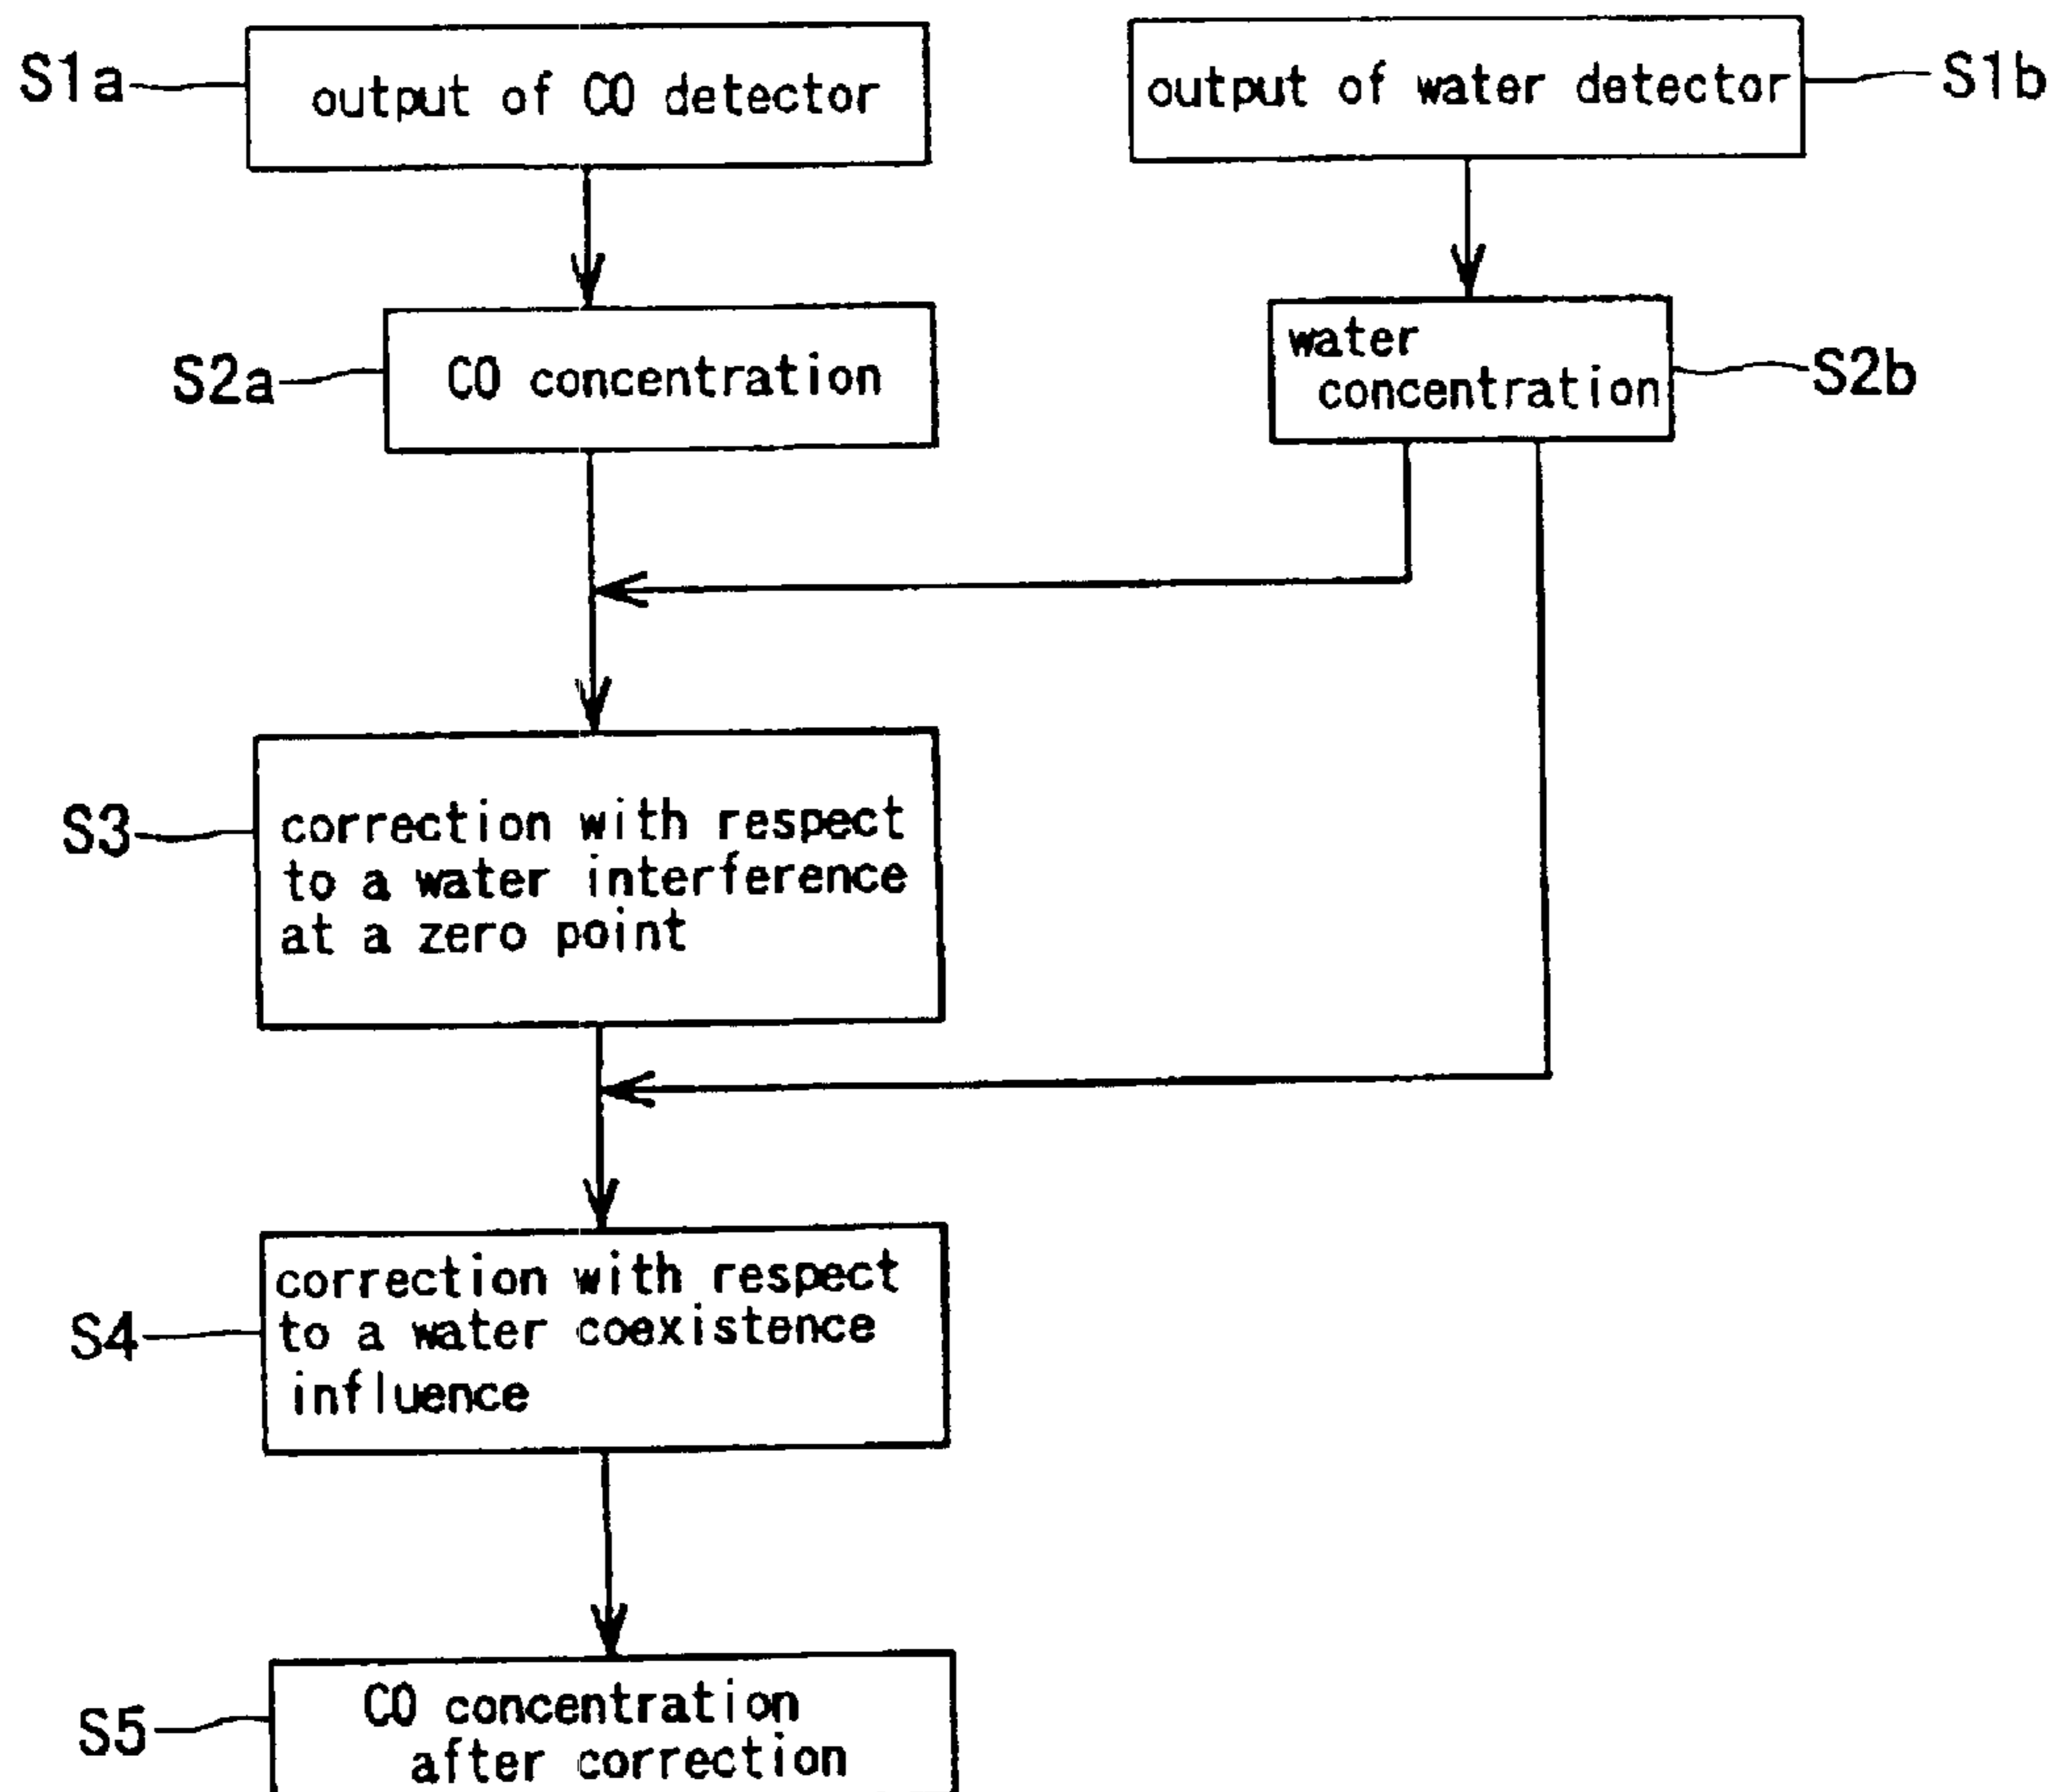 S1a
output of CO detector
output of water detector
S1b
S2a
CO concentration
water
concentration
S2b
S3
correction with respect
to a water interference
at a zero point
S4
correction with respect
to a water coexistence
influence
S5
CO concentration
after correction